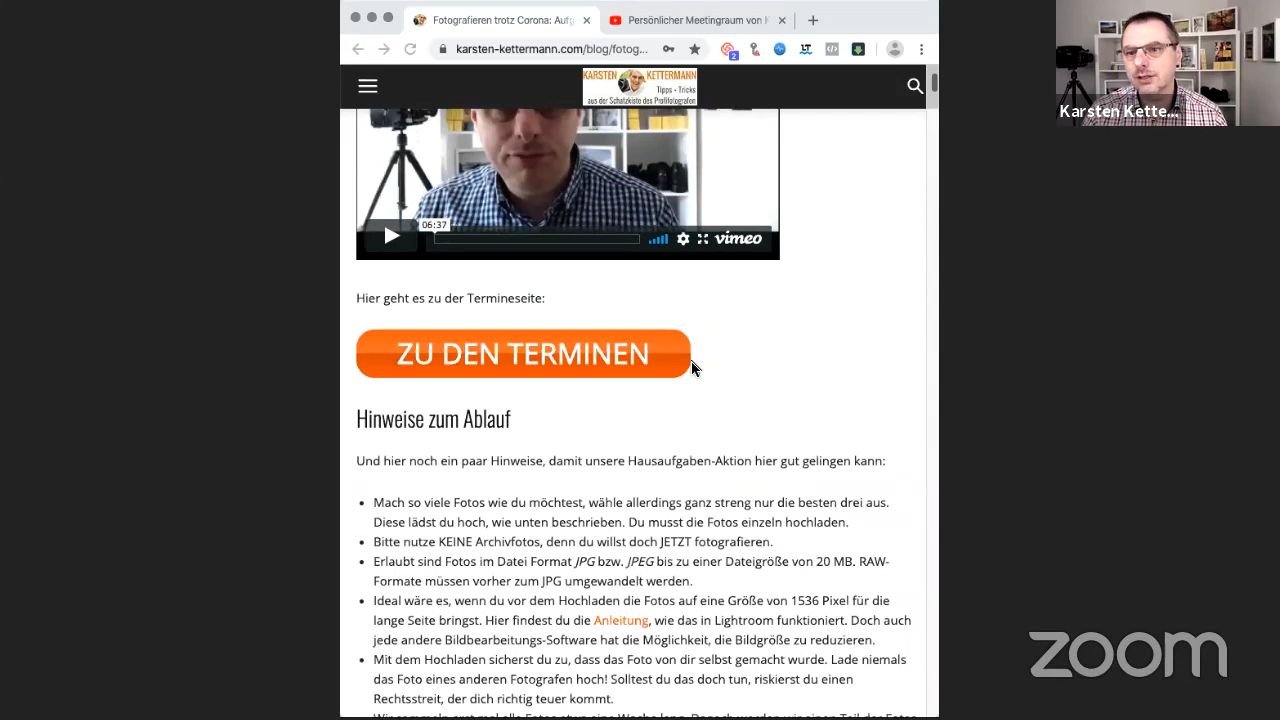 Fotografieren trotz Corona: Aufg
Persönlicher Meetingraum von K
karsten-kettermann.com/blog/fotog...
2
KARSTEN KETTERMANN
Tipps + Tricks
aus der Schatzkiste des Profifotografen
06:37
vimeo
Hier geht es zu der Termineseite:
ZU DEN TERMINEN
Hinweise zum Ablauf
Und hier noch ein paar Hinweise, damit unsere Hausaufgaben-Aktion hier gut gelingen kann:
• Mach so viele Fotos wie du möchtest, wähle allerdings ganz streng nur die besten drei aus.
Diese lädst du hoch, wie unten beschrieben. Du musst die Fotos einzeln hochladen.
• Bitte nutze KEINE Archivfotos, denn du willst doch JETZT fotografieren.
• Erlaubt sind Fotos im Datei Format JPG bzw. JPEG bis zu einer Dateigröße von 20 MB. RAW-
Formate müssen vorher zum JPG umgewandelt werden.
• Ideal wäre es, wenn du vor dem Hochladen die Fotos auf eine Größe von 1536 Pixel für die
lange Seite bringst. Hier findest du die Anleitung, wie das in Lightroom funktioniert. Doch auch
jede andere Bildbearbeitungs-Software hat die Möglichkeit, die Bildgröße zu reduzieren.
• Mit dem Hochladen sicherst du zu, dass das Foto von dir selbst gemacht wurde. Lade niemals
das Foto eines anderen Fotografen hoch! Solltest du das doch tun, riskierst du einen
Rechtsstreit, der dich richtig teuer kommt.
Karsten Kette...
zoom